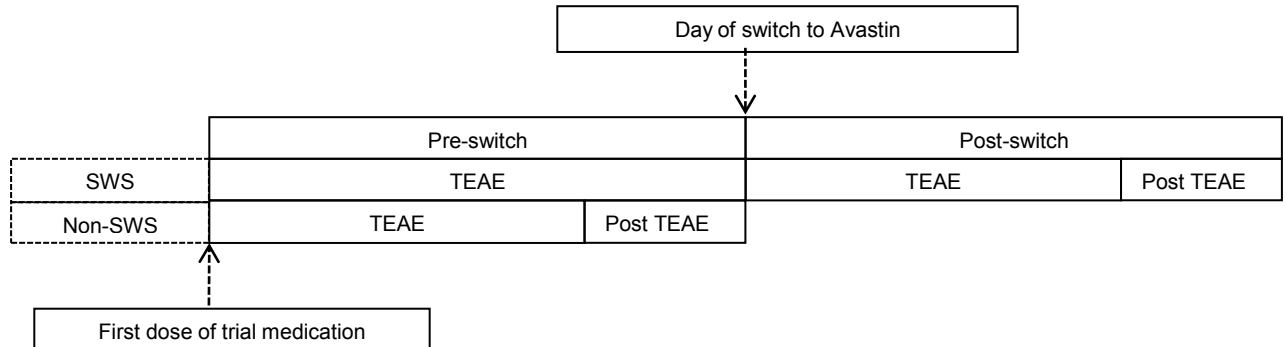 Day of switch to Avastin
Pre-switch Post-switch
SWS TEAE TEAE Post TEAE
Non-SWS TEAE Post TEAE
First dose of trial medication